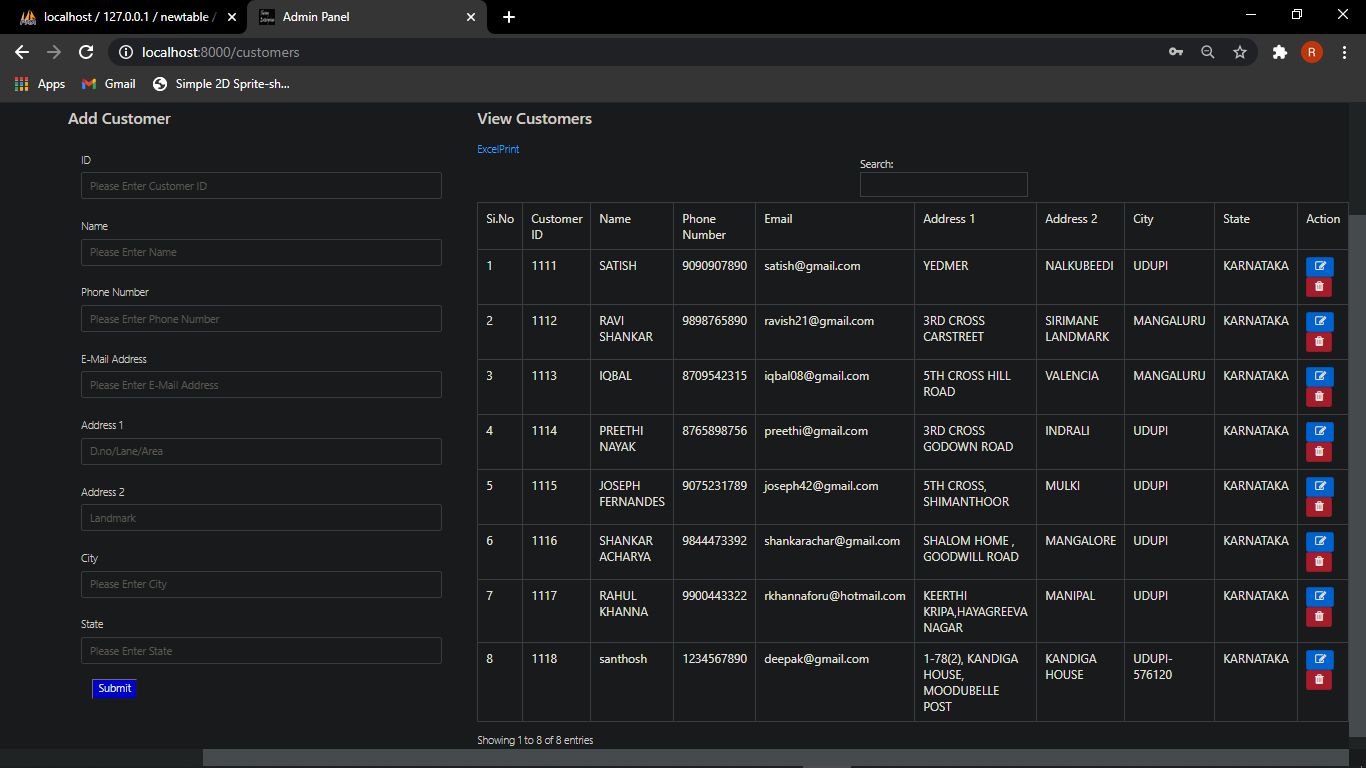 localhost / 127.0.0.1 / newtable /
Admin Panel
localhost:8000/customers
R
Apps
Gmail
Simple 2D Sprite-sh...
Add Customer
ID
Please Enter Customer ID
Name
Please Enter Name
Phone Number
Please Enter Phone Number
E-Mail Address
Please Enter E-Mail Address
Address 1
D.no/Lane/Area
Address 2
Landmark
City
Please Enter City
State
Please Enter State
Submit
View Customers
ExcelPrint
Search:
Si.No Customer ID Name Phone Number Email Address 1 Address 2 City State Action
1 1111 SATISH 9090907890 satish@gmail.com YEDMER NALKUBEEDI UDUPI KARNATAKA
2 1112 RAVI SHANKAR 9898765890 ravish21@gmail.com 3RD CROSS CARSTREET SIRIMANE LANDMARK MANGALURU KARNATAKA
3 1113 IQBAL 8709542315 iqbal08@gmail.com 5TH CROSS HILL ROAD VALENCIA MANGALURU KARNATAKA
4 1114 PREETHI NAYAK 8765898756 preethi@gmail.com 3RD CROSS GODOWN ROAD INDRALI UDUPI KARNATAKA
5 1115 JOSEPH FERNANDES 9075231789 joseph42@gmail.com 5TH CROSS, SHIMANTHOOR MULKI UDUPI KARNATAKA
6 1116 SHANKAR ACHARYA 9844473392 shankarachar@gmail.com SHALOM HOME , GOODWILL ROAD MANGALORE UDUPI KARNATAKA
7 1117 RAHUL KHANNA 9900443322 rkhannaforu@hotmail.com KEERTHI KRIPA,HAYAGREEVA NAGAR MANIPAL UDUPI KARNATAKA
8 1118 santhosh 1234567890 deepak@gmail.com 1-78(2), KANDIGA HOUSE, MOODUBELLE POST KANDIGA HOUSE UDUPI-576120 KARNATAKA
Showing 1 to 8 of 8 entries